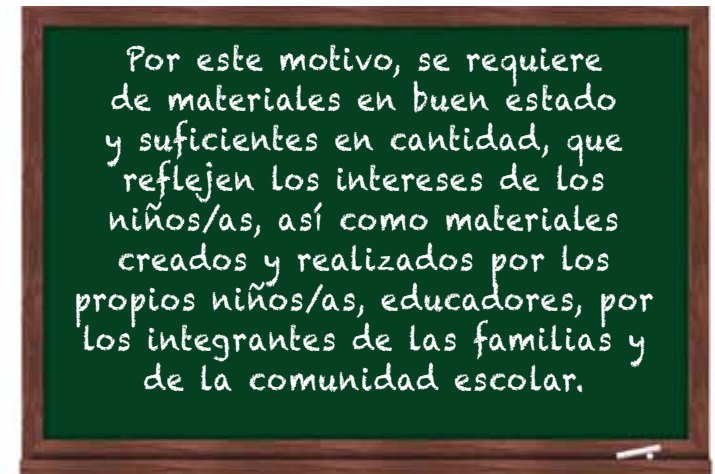 Por este motivo, se requiere
de materiales en buen estado
y suficientes en cantidad, que
reflejen los intereses de los
niños/as, así como materiales
creados y realizados por los
propios niños/as, educadores, por
los integrantes de las familias y
de la comunidad escolar.